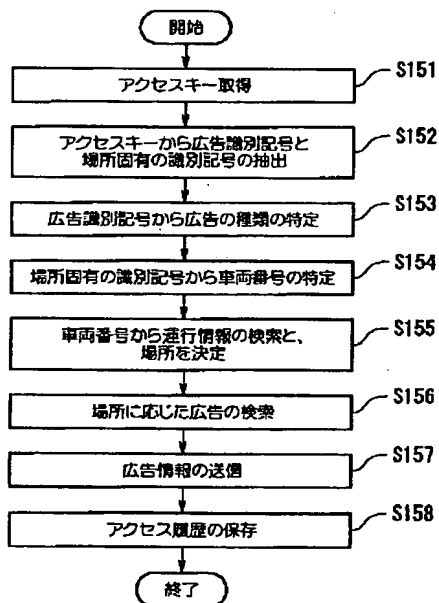 開始
アクセスキー取得
S151
アクセスキーから広告識別記号と
場所固有の識別記号の抽出
S152
広告識別記号から広告の種類の特定
S153
場所固有の識別記号から車両番号の特定
S154
車両番号から運行情報の検索と、
場所を決定
S155
場所に応じた広告の検索
S156
広告情報の送信
S157
アクセス履歴の保存
S158
終了